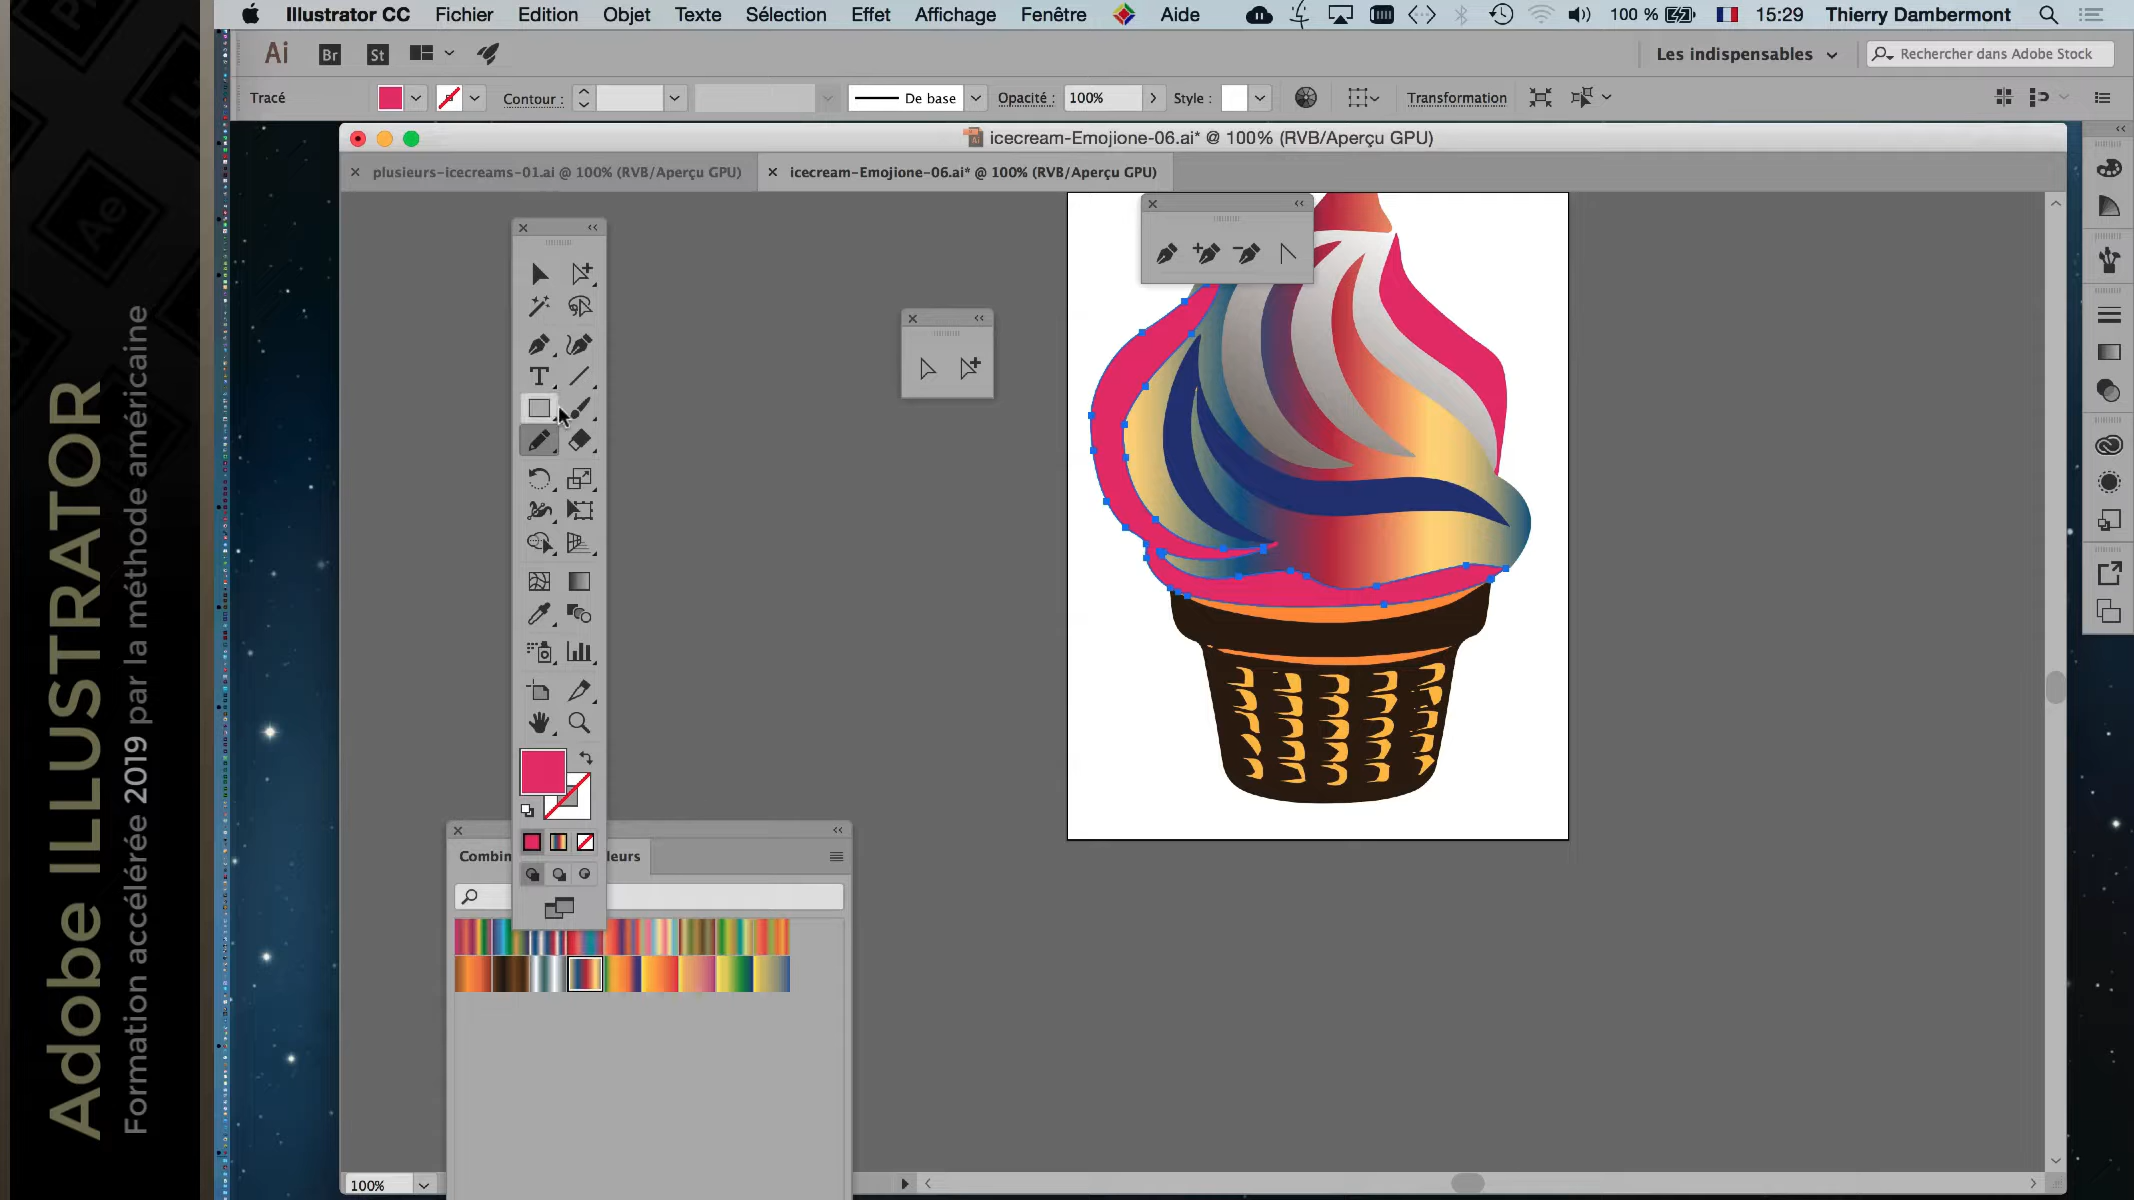 Illustrator CC Fichier Edition Objet Texte Sélection Effet Affichage Fenêtre Aide 100 % 15:29 Thierry Dambermont
Ai Br St Les indispensables Rechercher dans Adobe Stock
Tracé Contour : De base Opacité : 100% Style : Transformation
icecream-Emojione-06.ai* @ 100% (RVB/Aperçu GPU)
plusieurs-icecreams-01.ai @ 100% (RVB/Aperçu GPU) icecream-Emojione-06.ai* @ 100% (RVB/Aperçu GPU)
Combin leurs
100%
Adobe ILLUSTRATOR
Formation accélérée 2019 par la méthode américaine
Ae